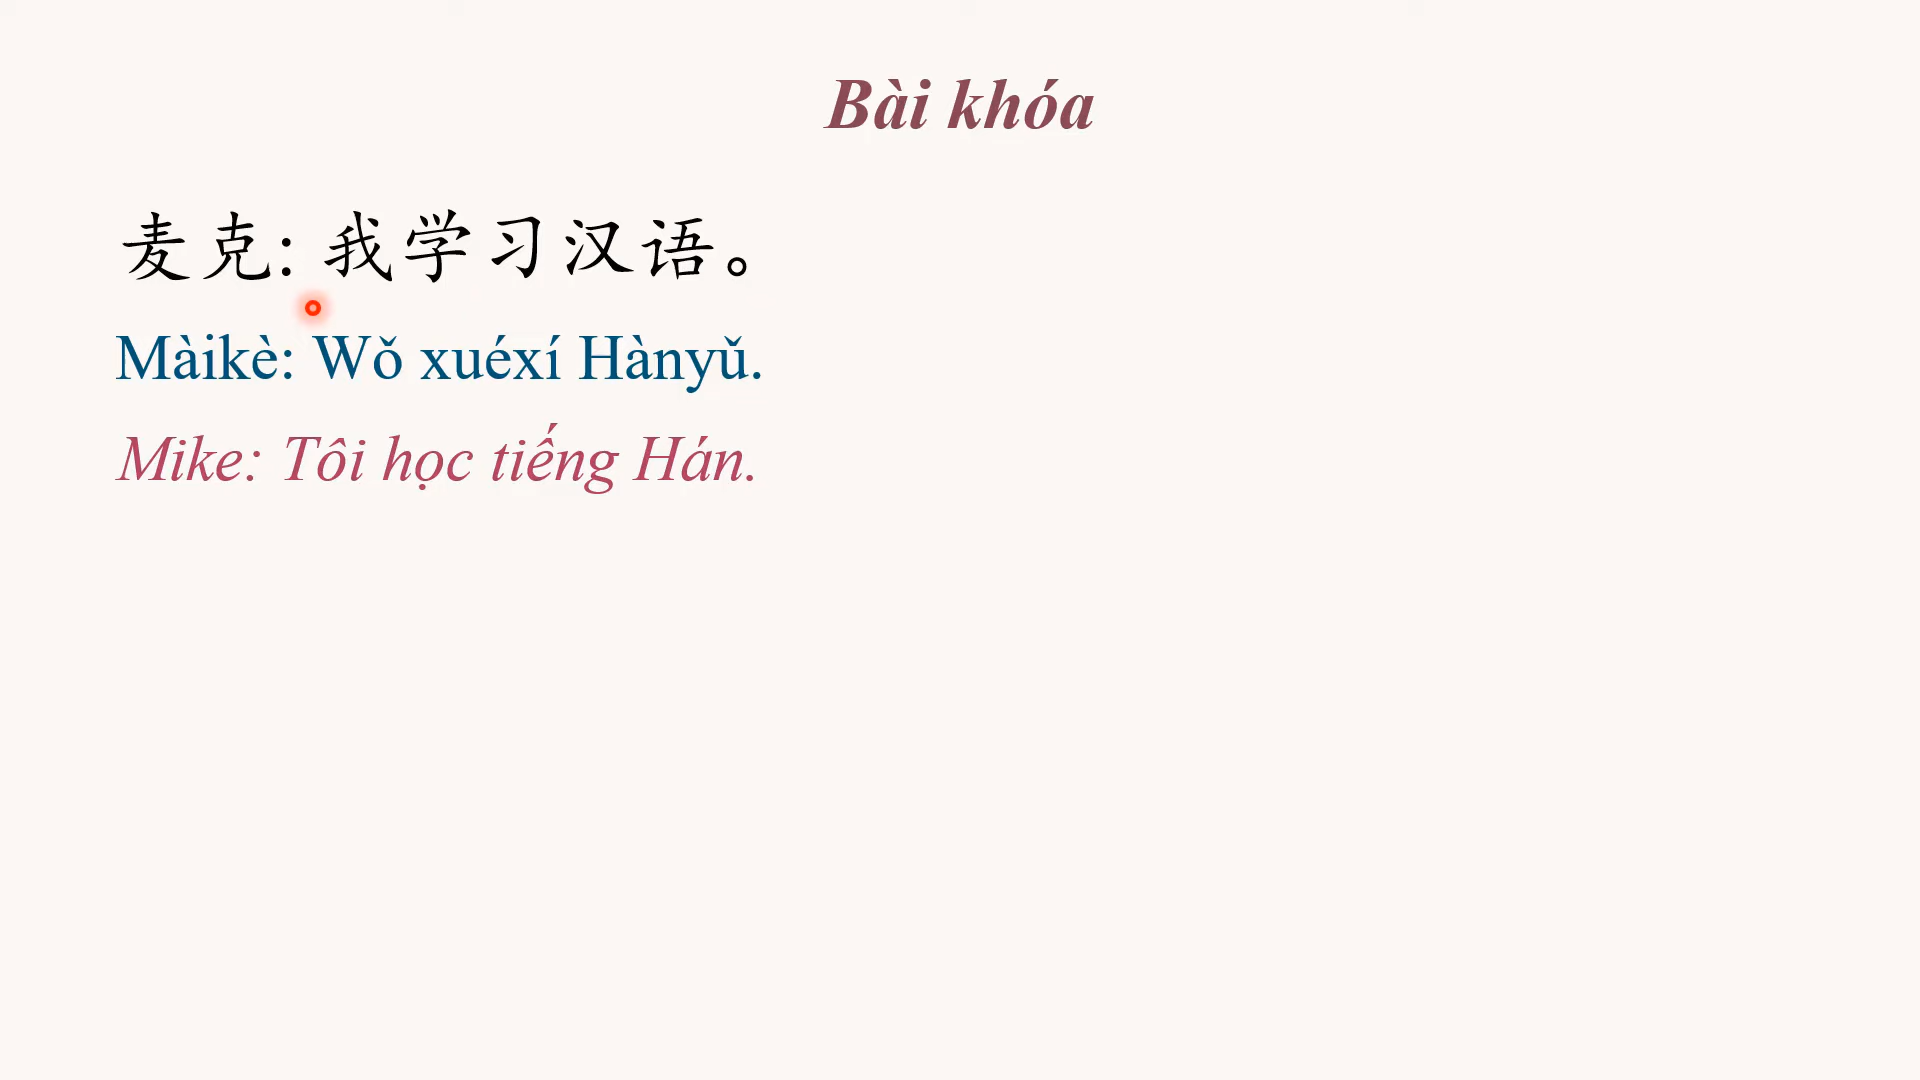 Bài khóa
麦克: 我学习汉语。
Màikè: Wǒ xuéxí Hànyǔ.
Mike: Tôi học tiếng Hán.